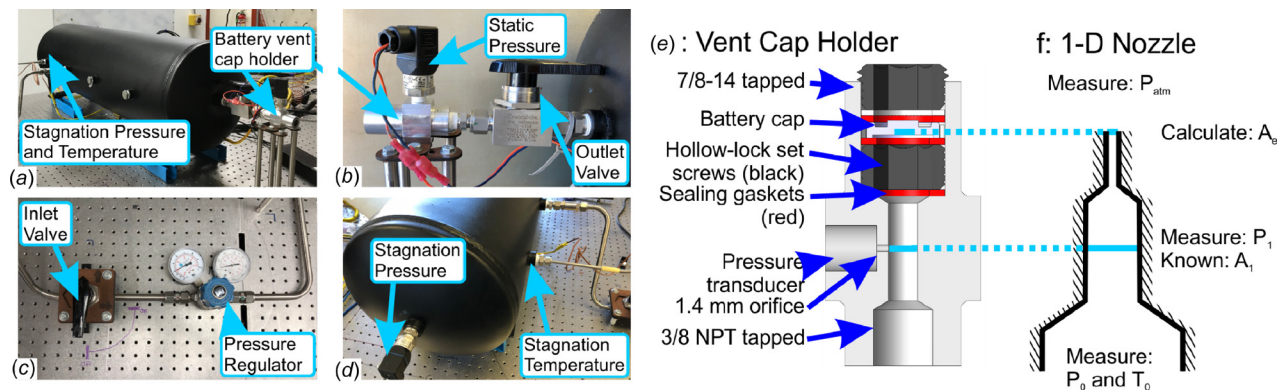 Battery vent
cap holder
Stagnation Pressure
and Temperature
(a)
Static
Pressure
Outlet
Valve
(b)
Inlet
Valve
Pressure
Regulator
(c)
Stagnation
Pressure
Stagnation
Temperature
(d)
(e) : Vent Cap Holder
7/8-14 tapped
Battery cap
Hollow-lock set
screws (black)
Sealing gaskets
(red)
Pressure
transducer
1.4 mm orifice
3/8 NPT tapped
f: 1-D Nozzle
Measure: Patm
Calculate: Ae
Measure: P1
Known: A1
Measure:
P0 and T0